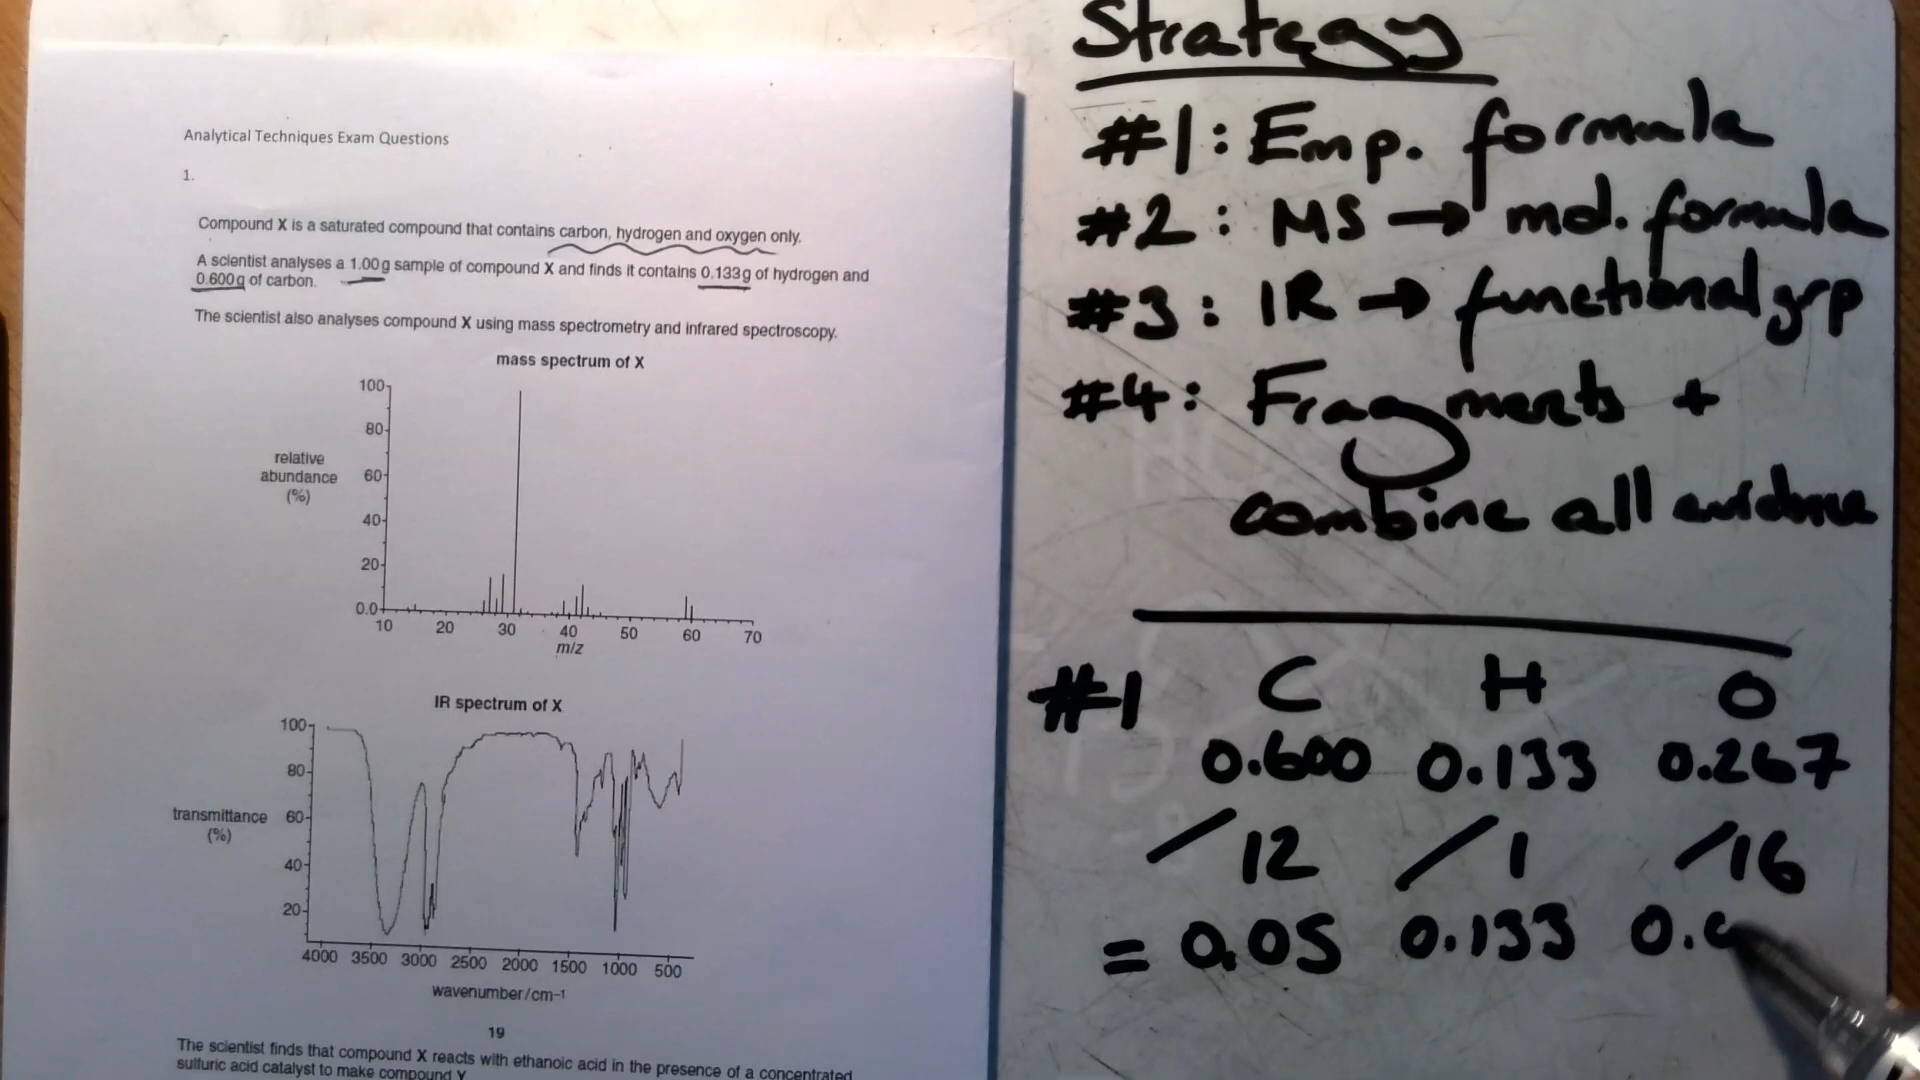 Analytical Techniques Exam Questions
1.
Compound X is a saturated compound that contains carbon, hydrogen and oxygen only.
A scientist analyses a 1.00g sample of compound X and finds it contains 0.133g of hydrogen and
0.600g of carbon.
The scientist also analyses compound X using mass spectrometry and infrared spectroscopy.
mass spectrum of X
relative
abundance
(%)
100
80
60
40
20
0.0
10 20 30 40 50 60 70
m/z
IR spectrum of X
transmittance
(%)
100
80
60
40
20
4000 3500 3000 2500 2000 1500 1000 500
wavenumber/cm-1
19
The scientist finds that compound X reacts with ethanoic acid in the presence of a concentrated
sulfuric acid catalyst to make compound Y
Strategy
#1: Emp. formula
#2: MS → mol. formula
#3: IR → functional grp
#4: Fragments +
combine all evidence
#1 C H O
0.600 0.133 0.267
/12 /1 /16
= 0.05 0.133 0.0